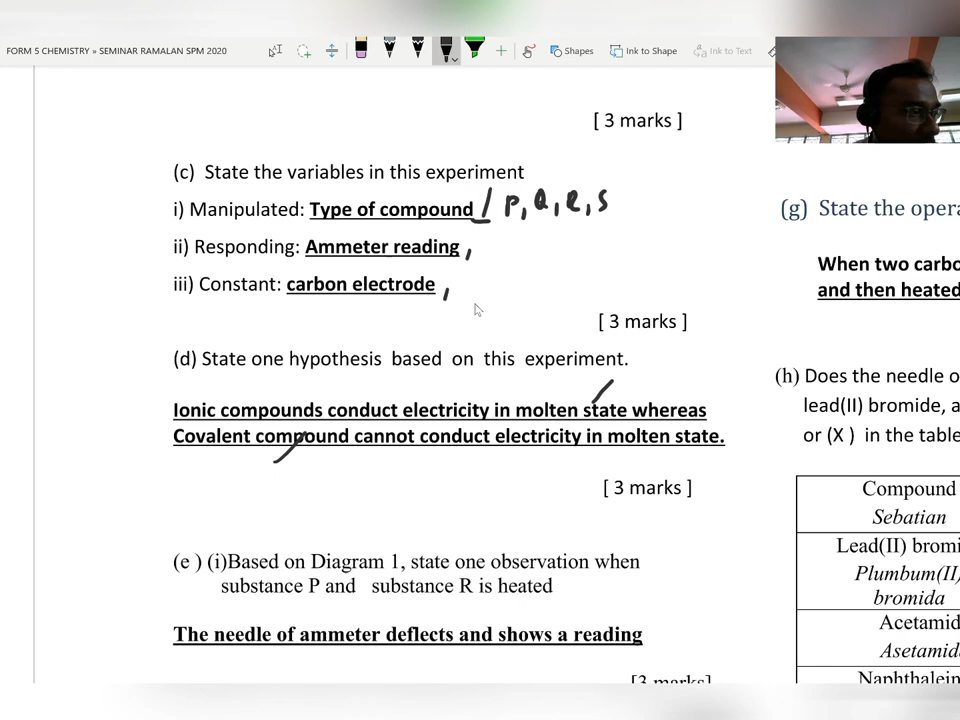 FORM 5 CHEMISTRY » SEMINAR RAMALAN SPM 2020
Shapes
Ink to Shape
Ink to Text
[ 3 marks ]
(c) State the variables in this experiment
i) Manipulated: Type of compound / P, Q, R, S
ii) Responding: Ammeter reading,
iii) Constant: carbon electrode,
[ 3 marks ]
(d) State one hypothesis based on this experiment.
Ionic compounds conduct electricity in molten state whereas
Covalent compound cannot conduct electricity in molten state.
[ 3 marks ]
(e ) (i)Based on Diagram 1, state one observation when
substance P and substance R is heated
The needle of ammeter deflects and shows a reading
[3 marks]
(g) State the opera
When two carbo
and then heated
(h) Does the needle o
lead(II) bromide, a
or (X ) in the table
Compound
Sebatian
Lead(II) bromi
Plumbum(II)
bromida
Acetamid
Asetamid
Naphthalein